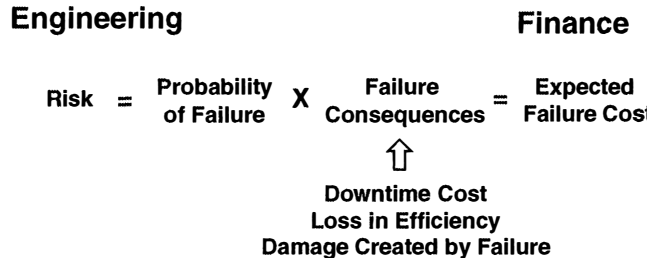 Engineering Finance
Risk = Probability of Failure X Failure Consequences = Expected Failure Cost
Downtime Cost
Loss in Efficiency
Damage Created by Failure